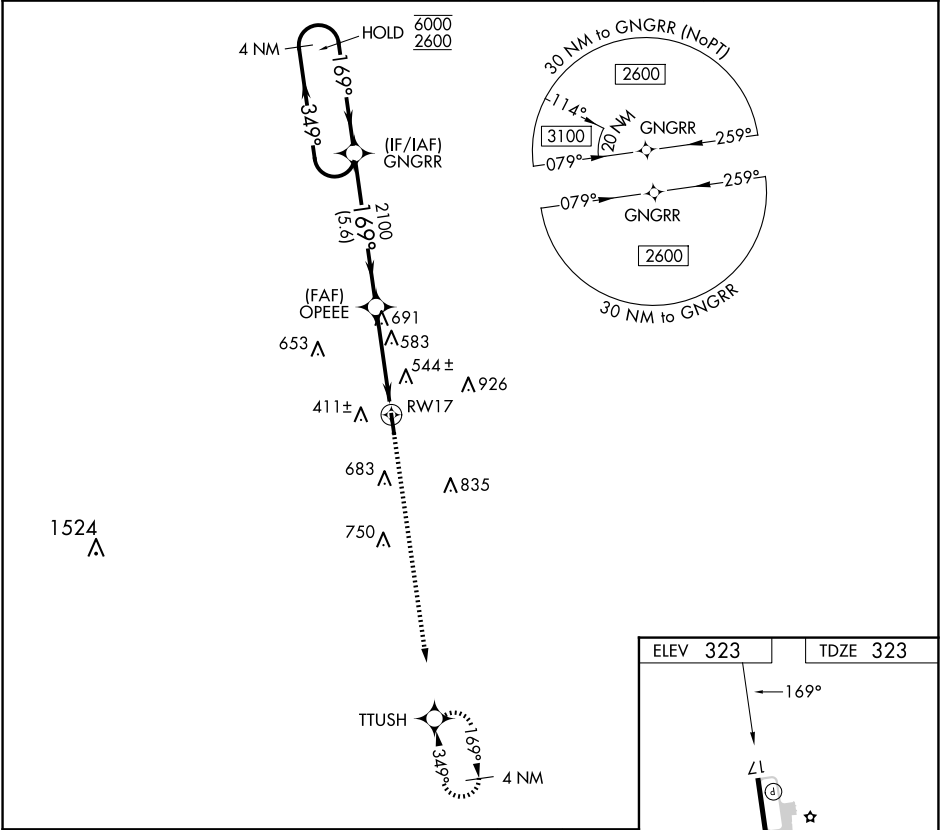 HOLD 6000
2600
4 NM
169°
349°
(IF/IAF)
GNGRR
2100
169°
(5.6)
(FAF)
OPEEE
691
583
653
544 ±
926
411±
RW17
683
835
750
1524
TTUSH
169°
349°
4 NM
30 NM to GNGRR (NoPT)
2600
114°
3100
20 NM
GNGRR
259°
079°
079°
259°
GNGRR
2600
30 NM to GNGRR
ELEV 323
TDZE 323
169°
17
P